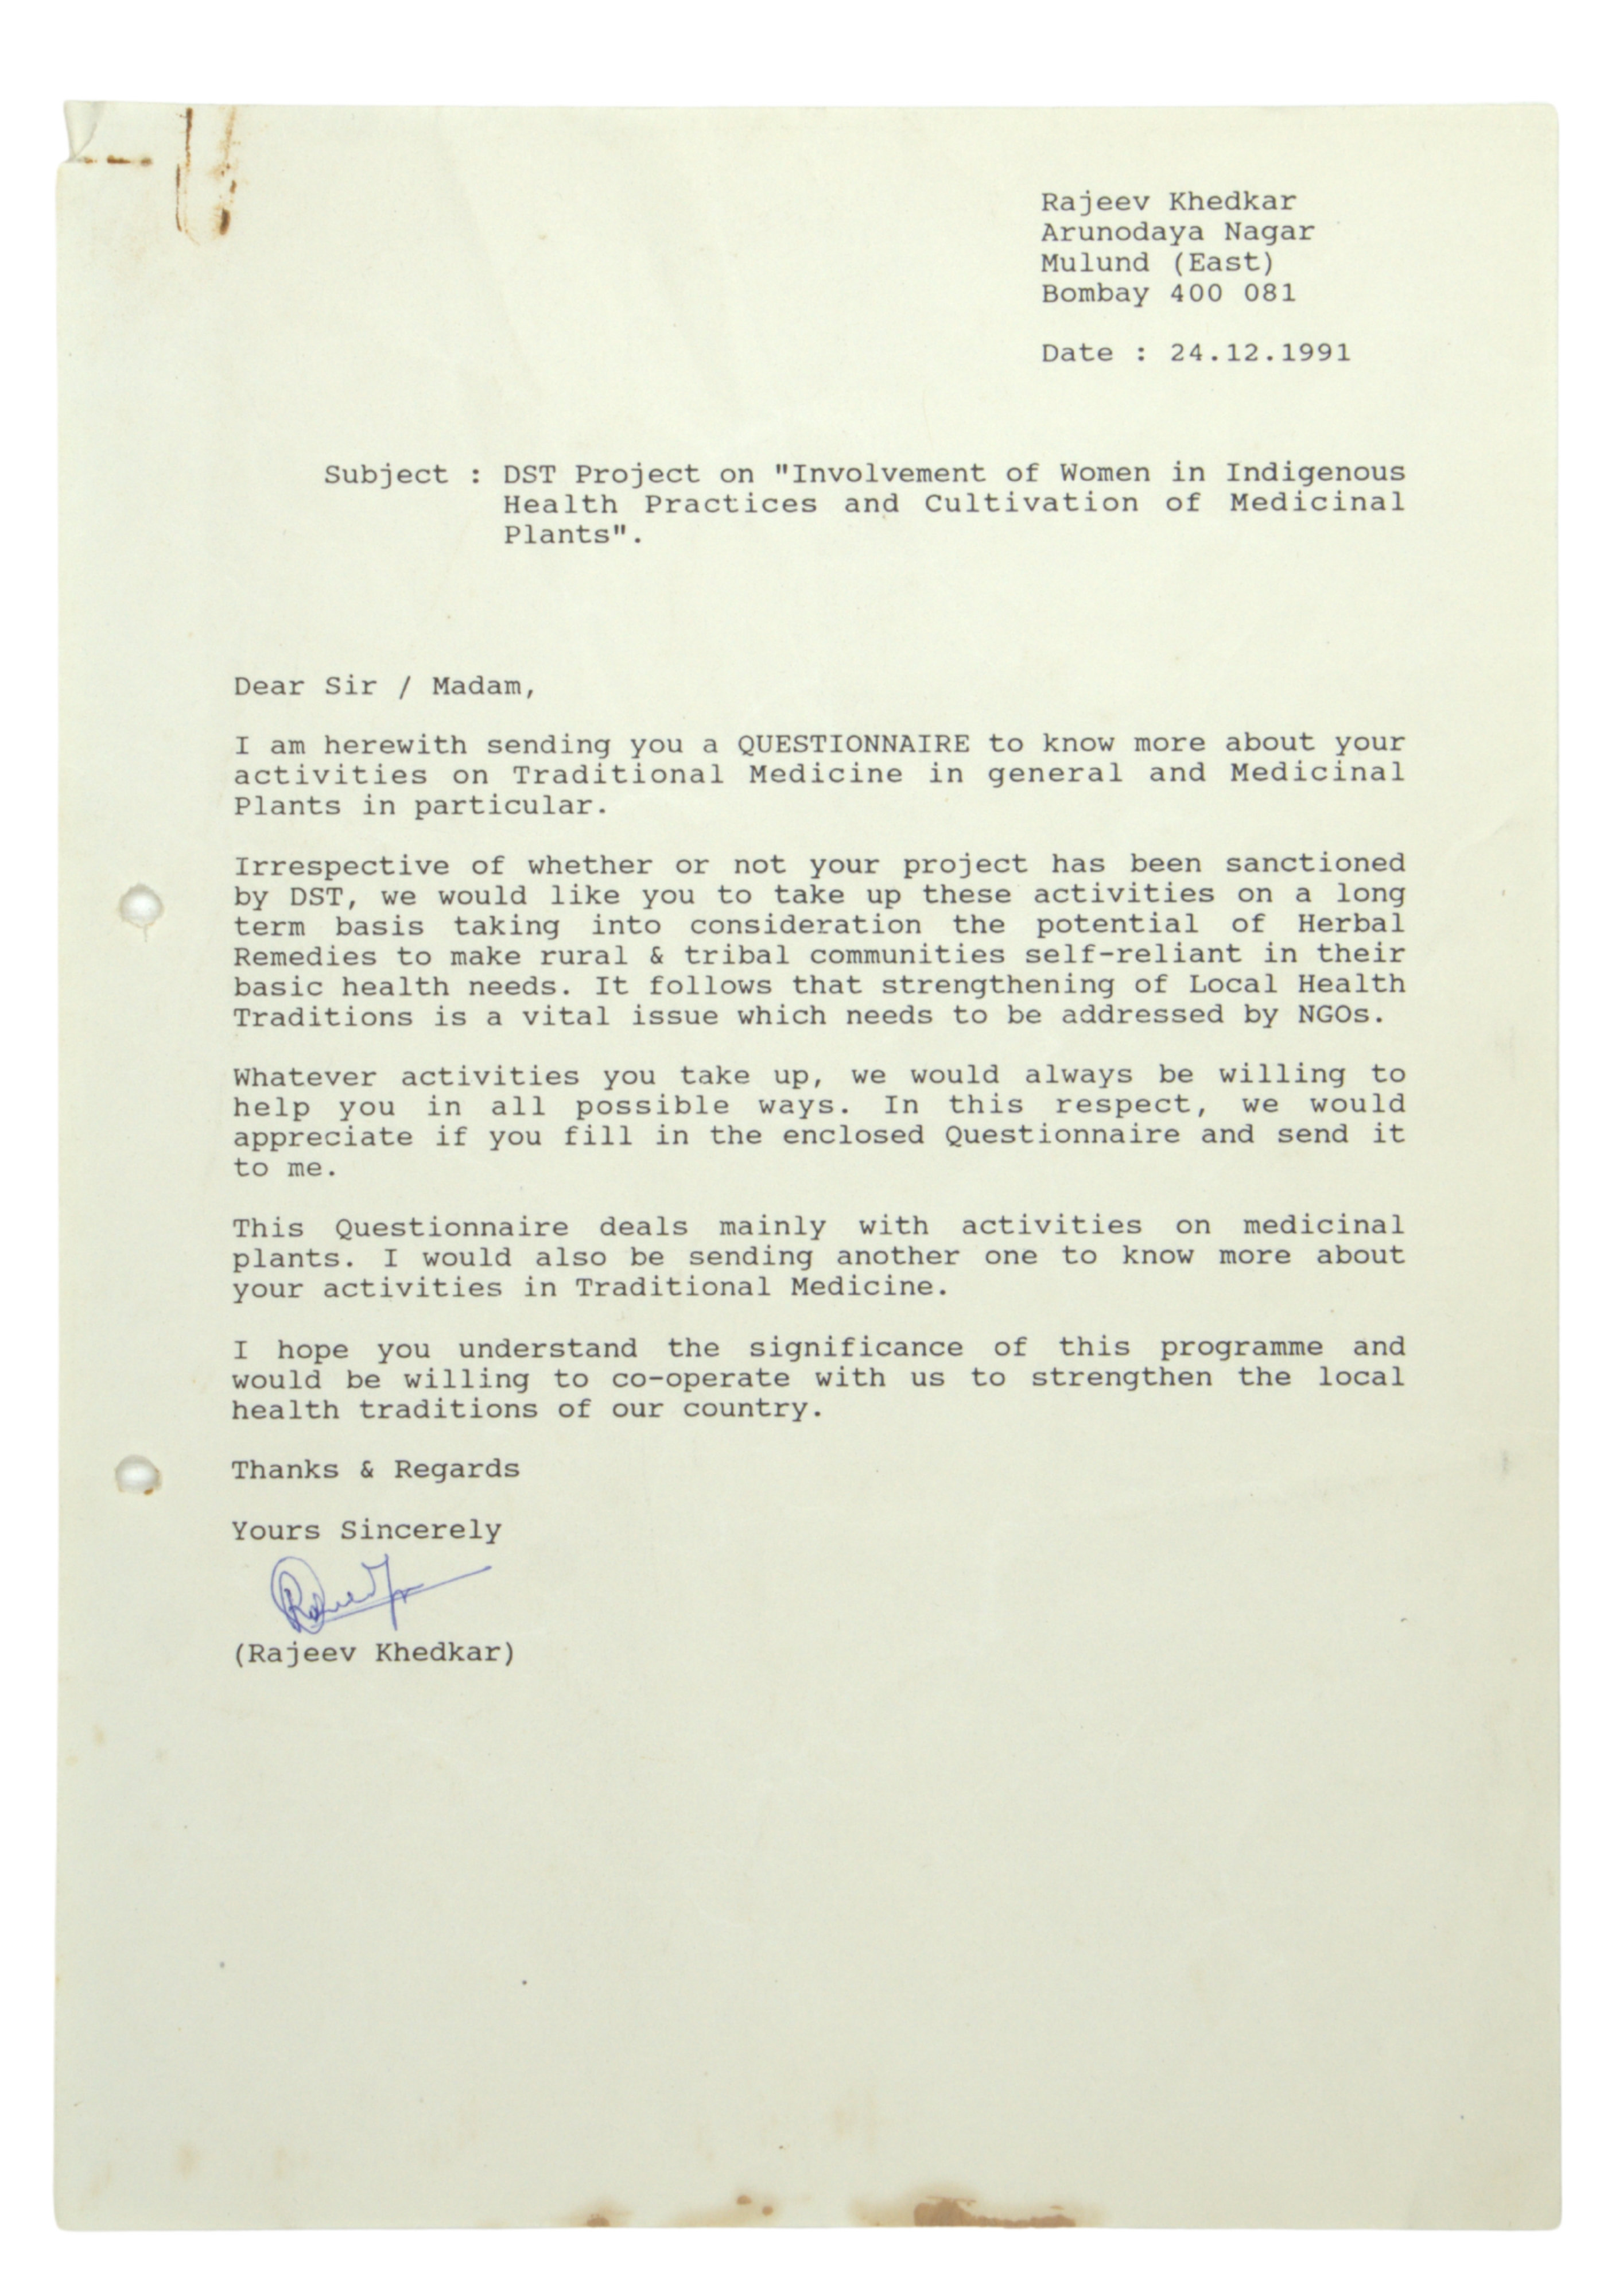 Rajeev Khedkar
Arunodaya Nagar
Mulund (East)
Bombay 400 081
Date : 24.12.1991
Subject : DST Project on "Involvement of Women in Indigenous
Health Practices and Cultivation of Medicinal
Plants".
Dear Sir / Madam,
I am herewith sending you a QUESTIONNAIRE to know more about your
activities on Traditional Medicine in general and Medicinal
Plants in particular.
Irrespective of whether or not your project has been sanctioned
by DST, we would like you to take up these activities on a long
term basis taking into consideration the potential of Herbal
Remedies to make rural & tribal communities self-reliant in their
basic health needs. It follows that strengthening of Local Health
Traditions is a vital issue which needs to be addressed by NGOs.
Whatever activities you take up, we would always be willing to
help you in all possible ways. In this respect, we would
appreciate if you fill in the enclosed Questionnaire and send it
to me.
This Questionnaire deals mainly with activities on medicinal
plants. I would also be sending another one to know more about
your activities in Traditional Medicine.
I hope you understand the significance of this programme and
would be willing to co-operate with us to strengthen the local
health traditions of our country.
Thanks & Regards
Yours Sincerely
(Rajeev Khedkar)